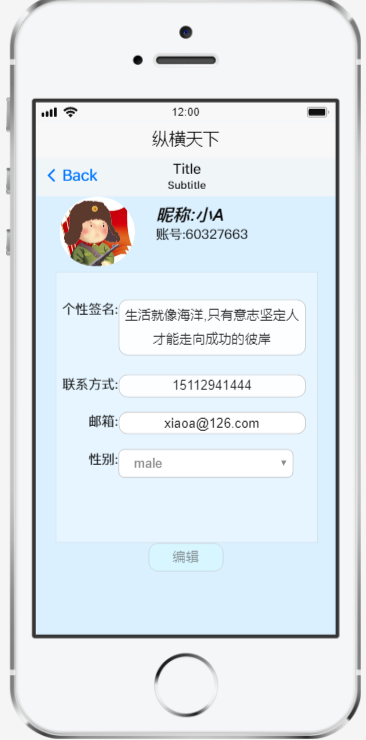 12:00
纵横天下
Back
Title
Subtitle
昵称:小A
账号:60327663
个性签名:
生活就像海洋,只有意志坚定人
才能走向成功的彼岸
联系方式: 15112941444
邮箱: xiaoa@126.com
性别: male
编辑